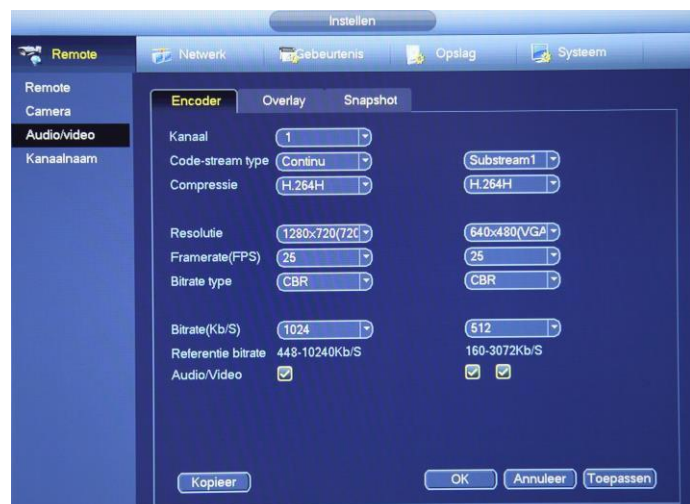 Instellen
Remote Netwerk Gebeurtenis Opslag Systeem
Remote
Camera
Audio/video
Kanaalnaam
Encoder Overlay Snapshot
Kanaal 1
Code-stream type Continu Substream1
Compressie H.264H H.264H
Resolutie 1280x720(720 640x480(VGA
Framerate(FPS) 25 25
Bitrate type CBR CBR
Bitrate(Kb/S) 1024 512
Referentie bitrate 448-10240Kb/S 160-3072Kb/S
Audio/Video
Kopieer OK Annuleer Toepassen